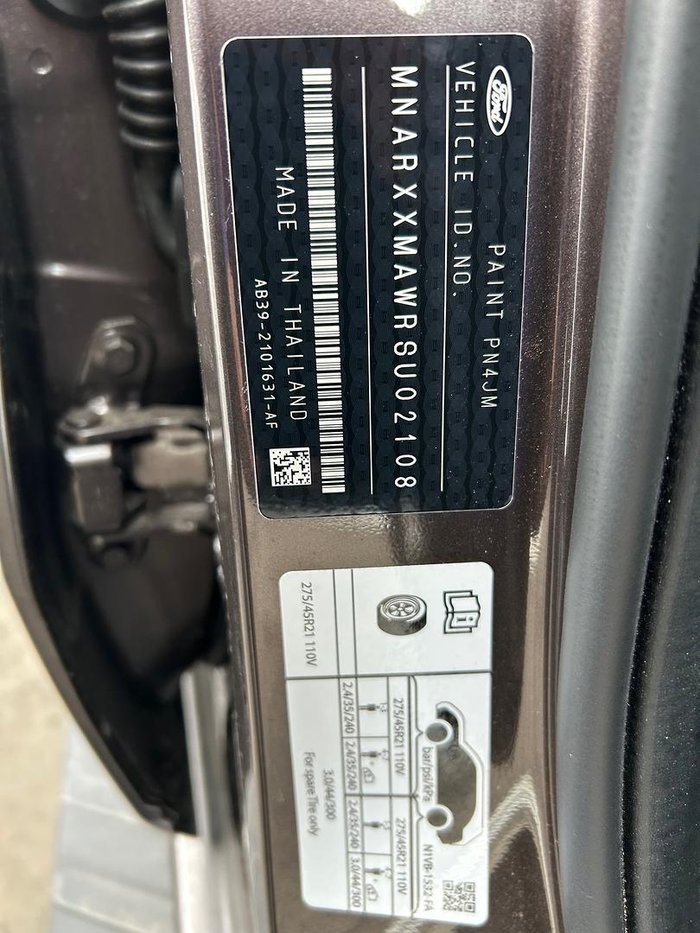 Ford
PAINT PN4JM
VEHICLE ID.NO.
MNARXXMAWRSU02108
MADE IN THAILAND
AB39-2101631-AF
bar/psi/kPa
N1VB-1532-FA
275/45R21 110V 275/45R21 110V
2.4/35/240 2.4/35/240 2.4/35/240 3.0/44/300
275/45R21 110V 3.0/44/300
For spare Tire only